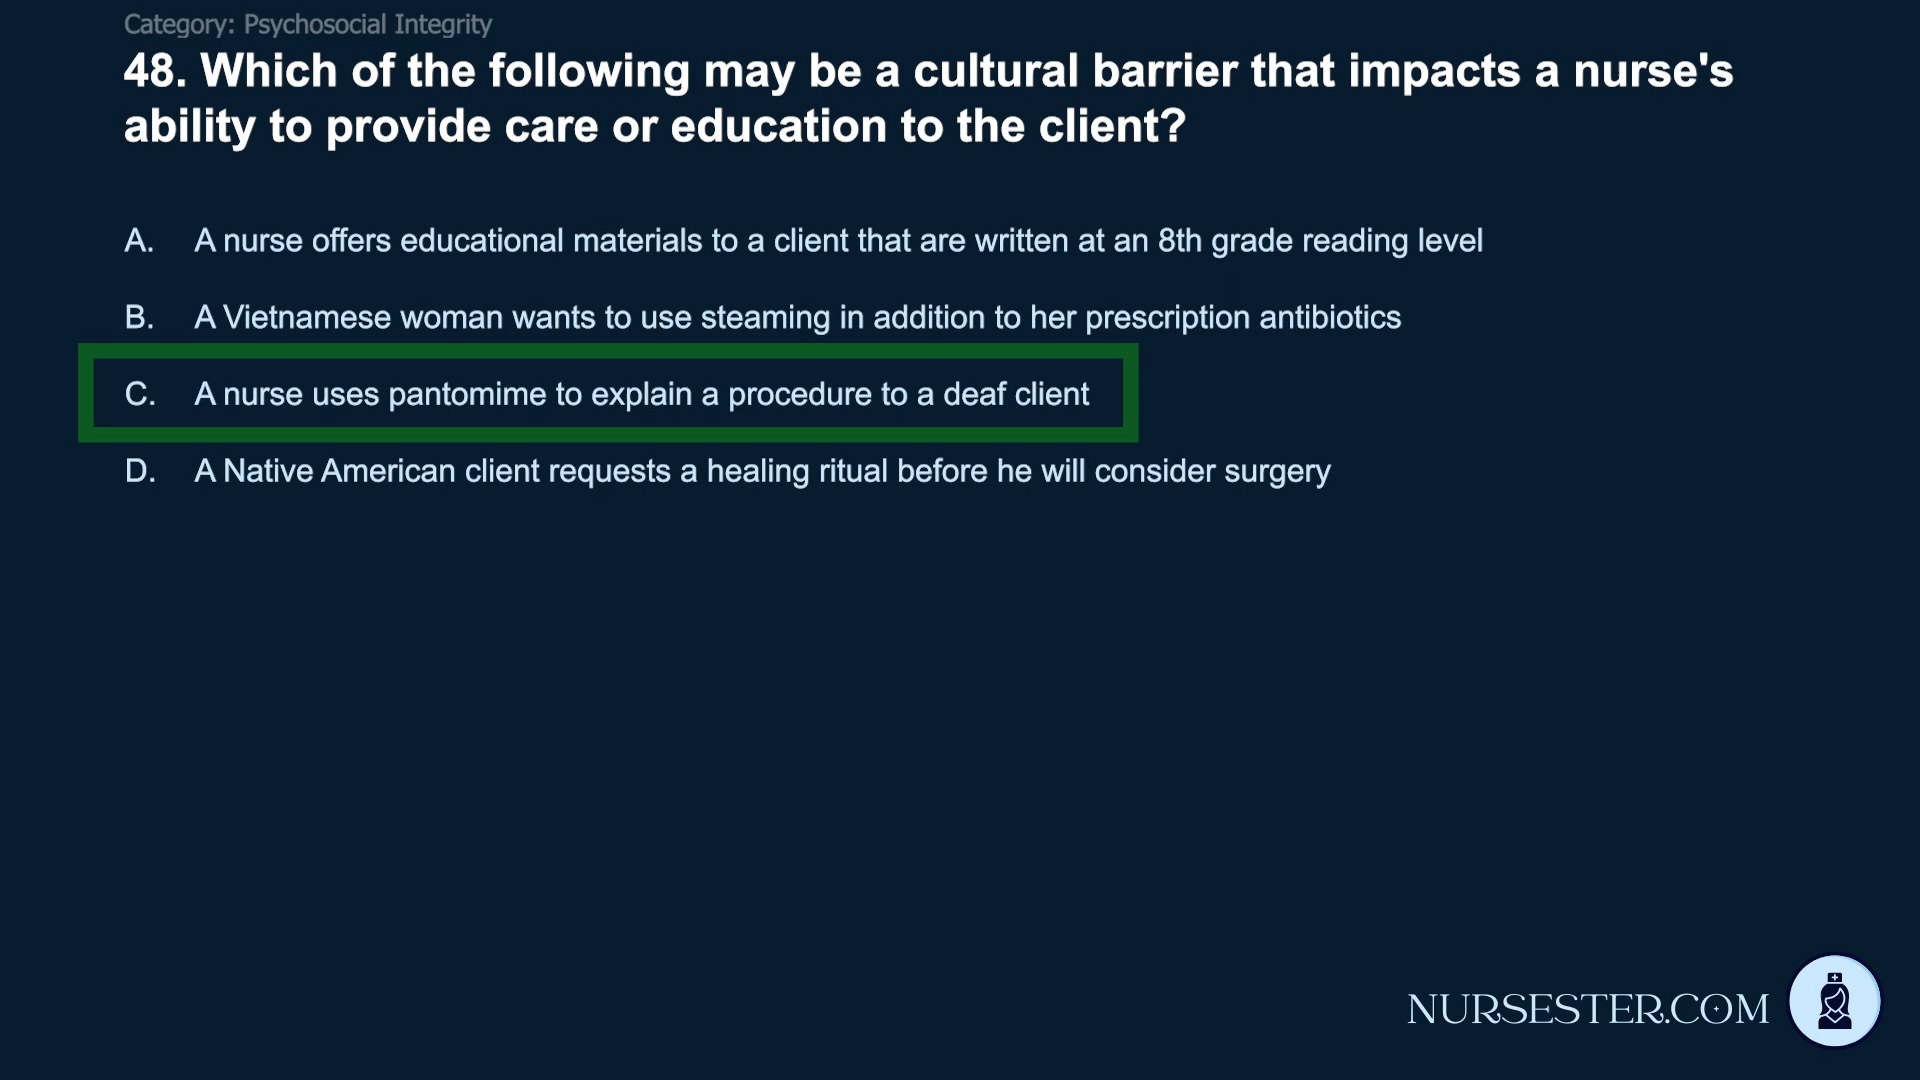 Category: Psychosocial Integrity
48. Which of the following may be a cultural barrier that impacts a nurse's
ability to provide care or education to the client?
A. A nurse offers educational materials to a client that are written at an 8th grade reading level
B. A Vietnamese woman wants to use steaming in addition to her prescription antibiotics
C. A nurse uses pantomime to explain a procedure to a deaf client
D. A Native American client requests a healing ritual before he will consider surgery
NURSESTER.COM